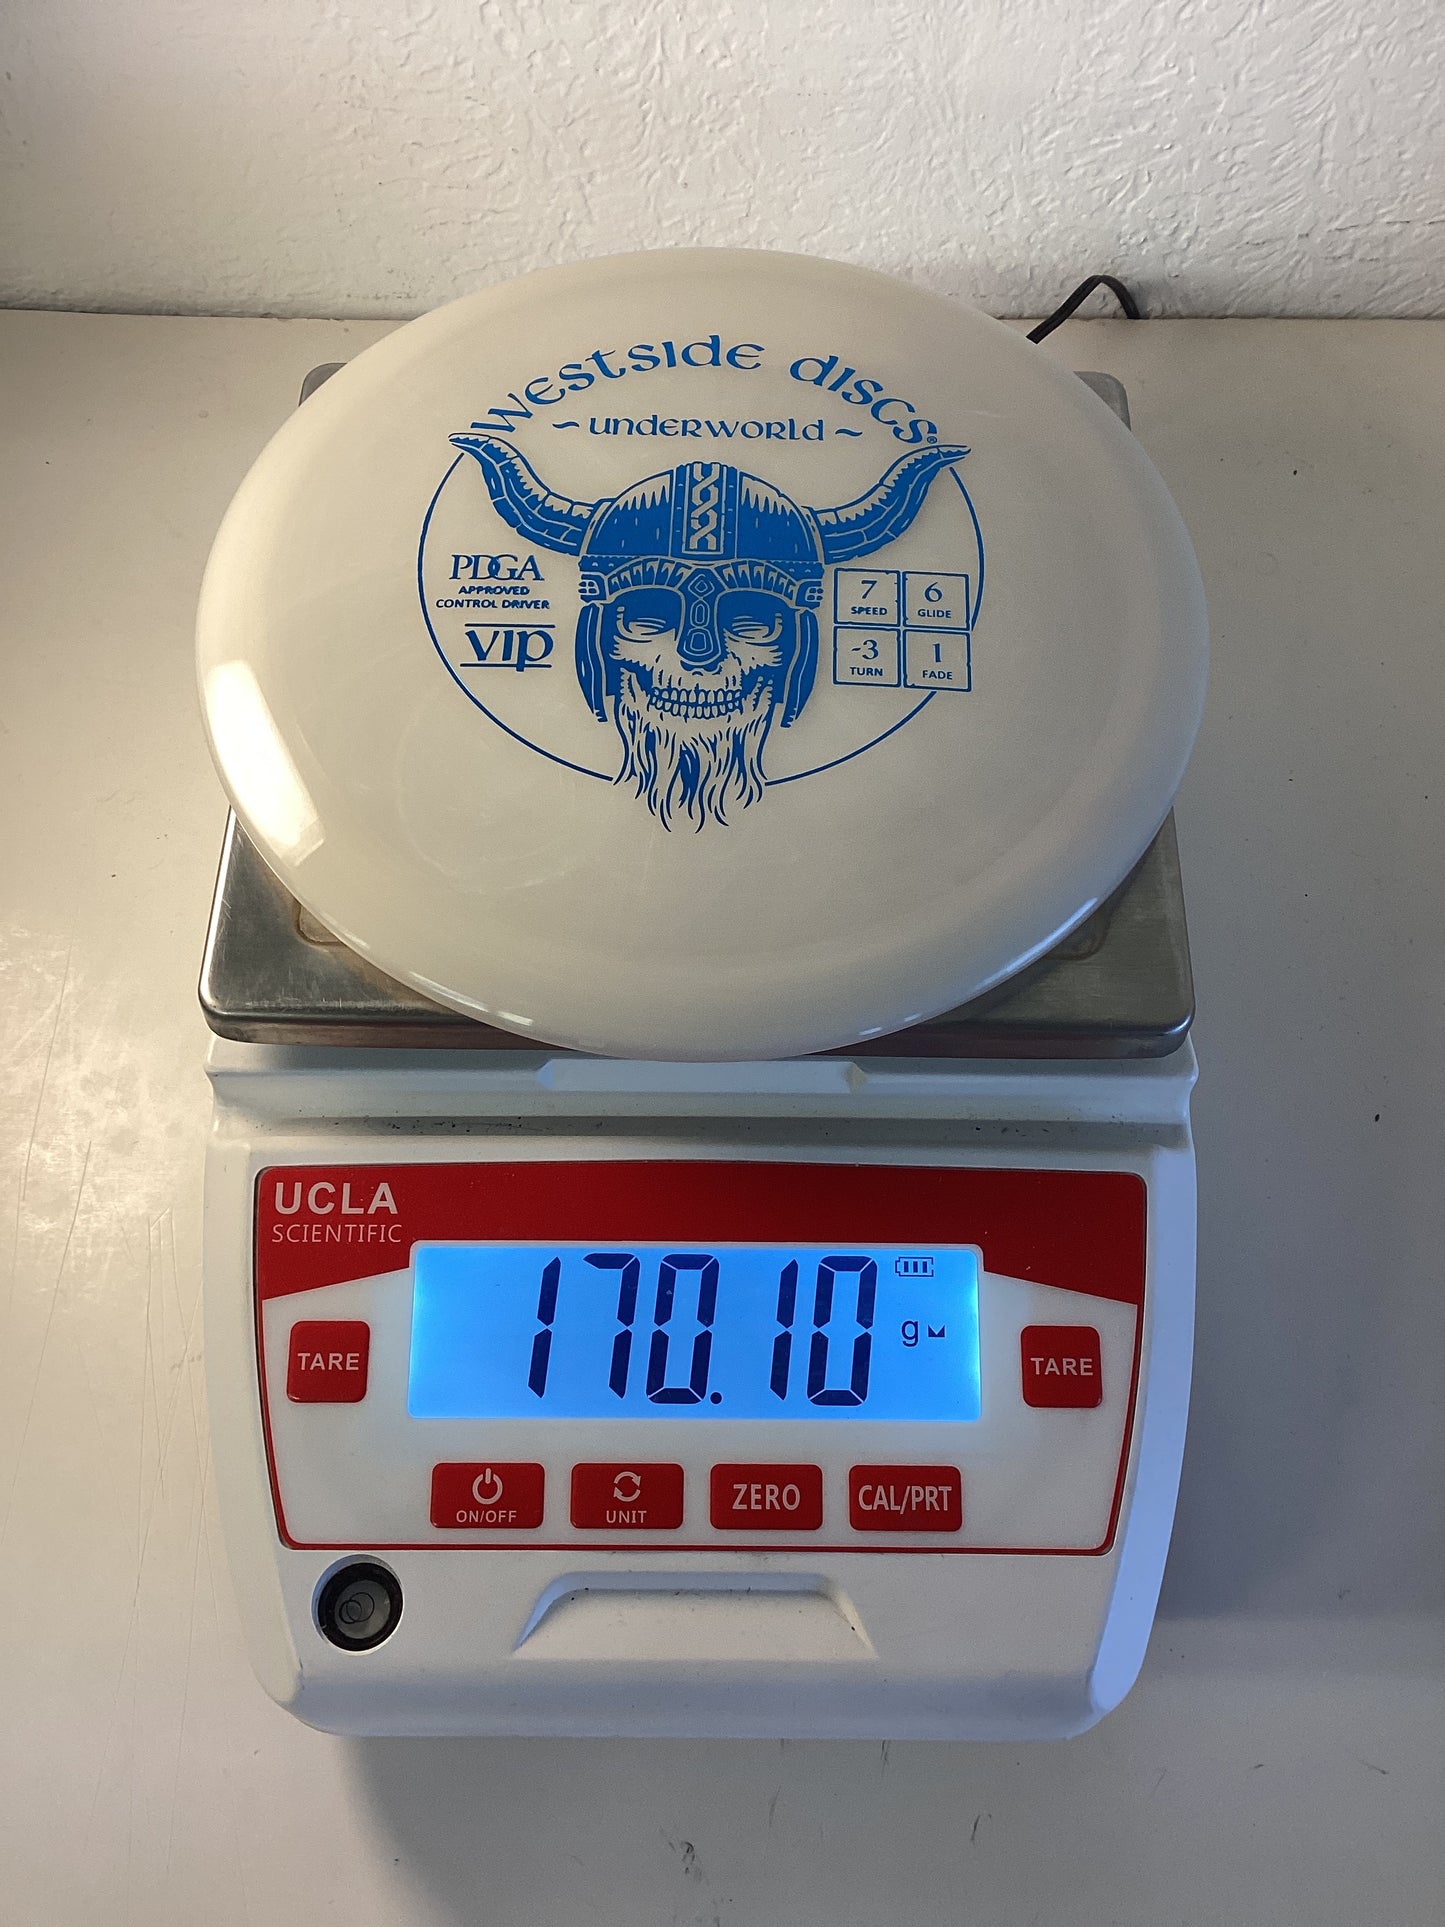 westside discs®
~ underworld ~
PDGA
APPROVED
CONTROL DRIVER
VIP
7
SPEED
6
GLIDE
-3
TURN
1
FADE
UCLA
SCIENTIFIC
170.10
g
TARE
TARE
ON/OFF
UNIT
ZERO
CAL/PRT